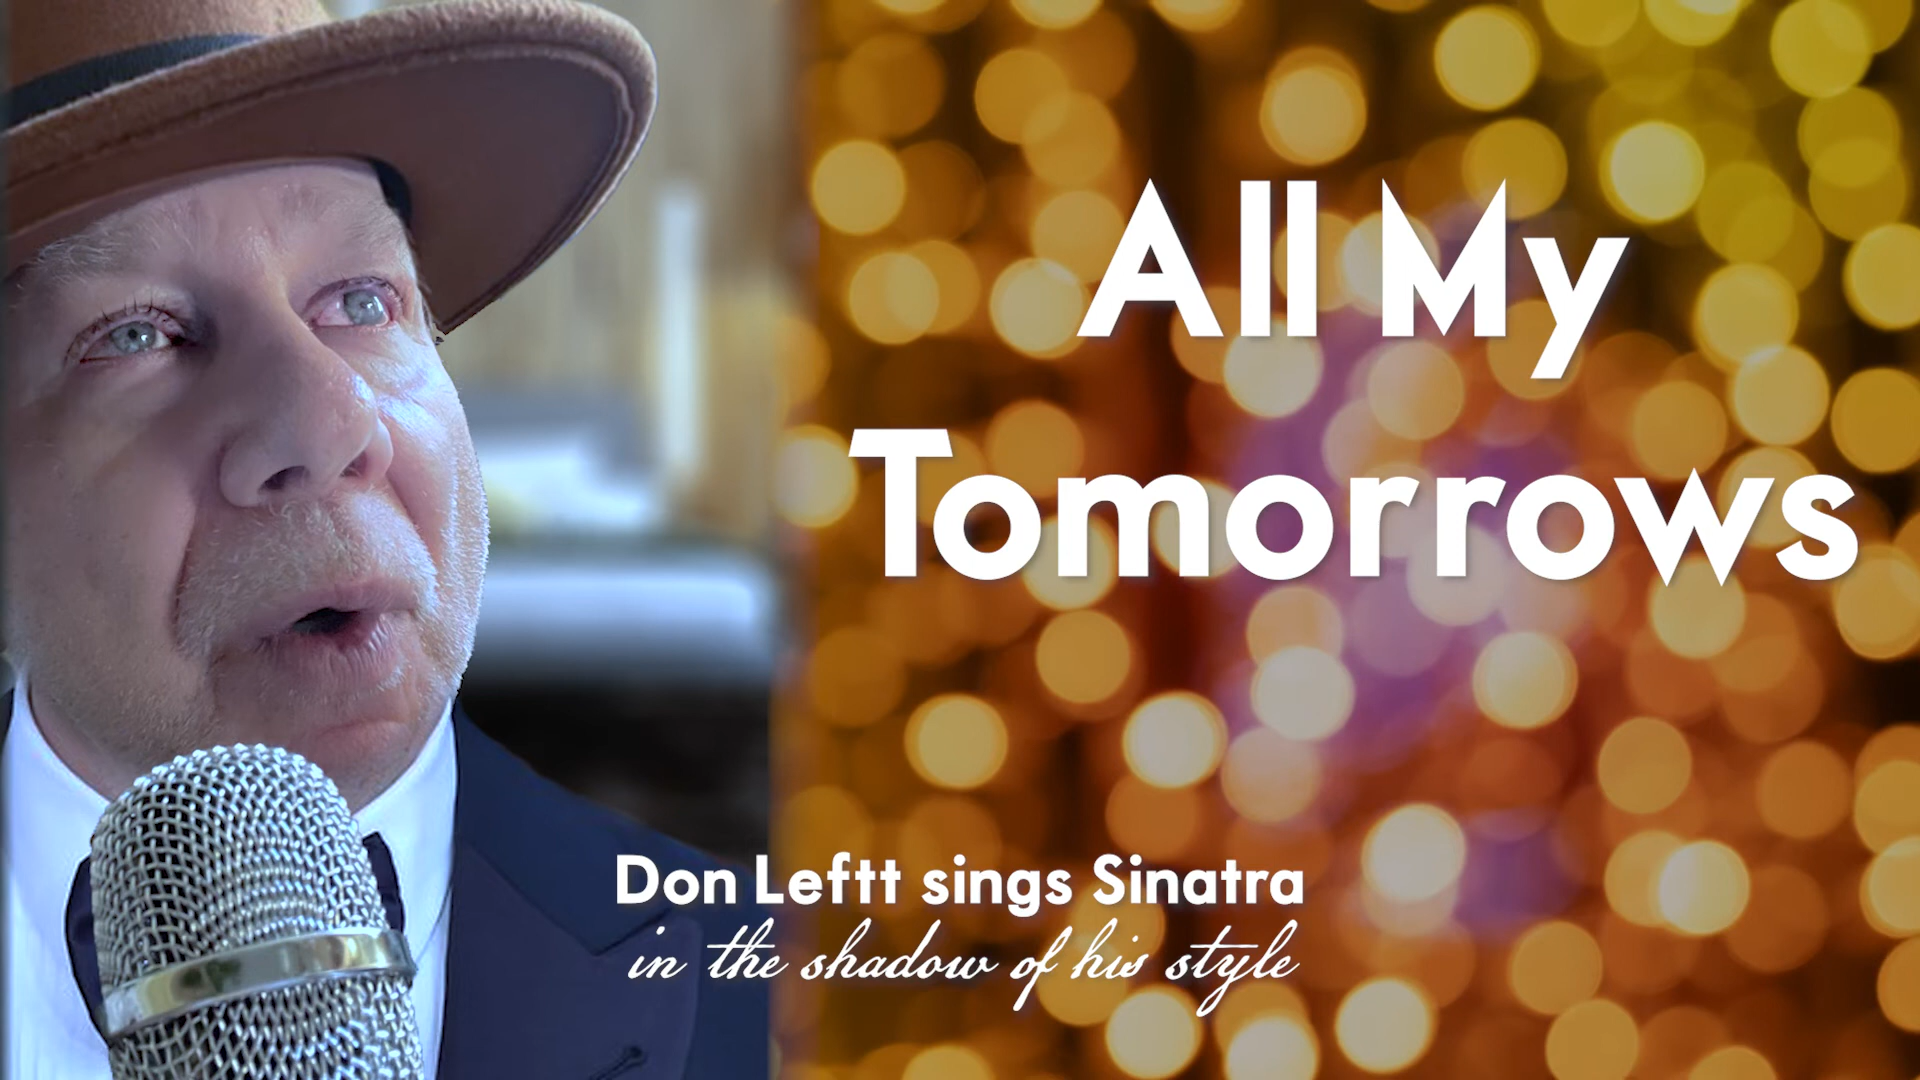 All My
Tomorrows
Don Leftt sings Sinatra
in the shadow of his style